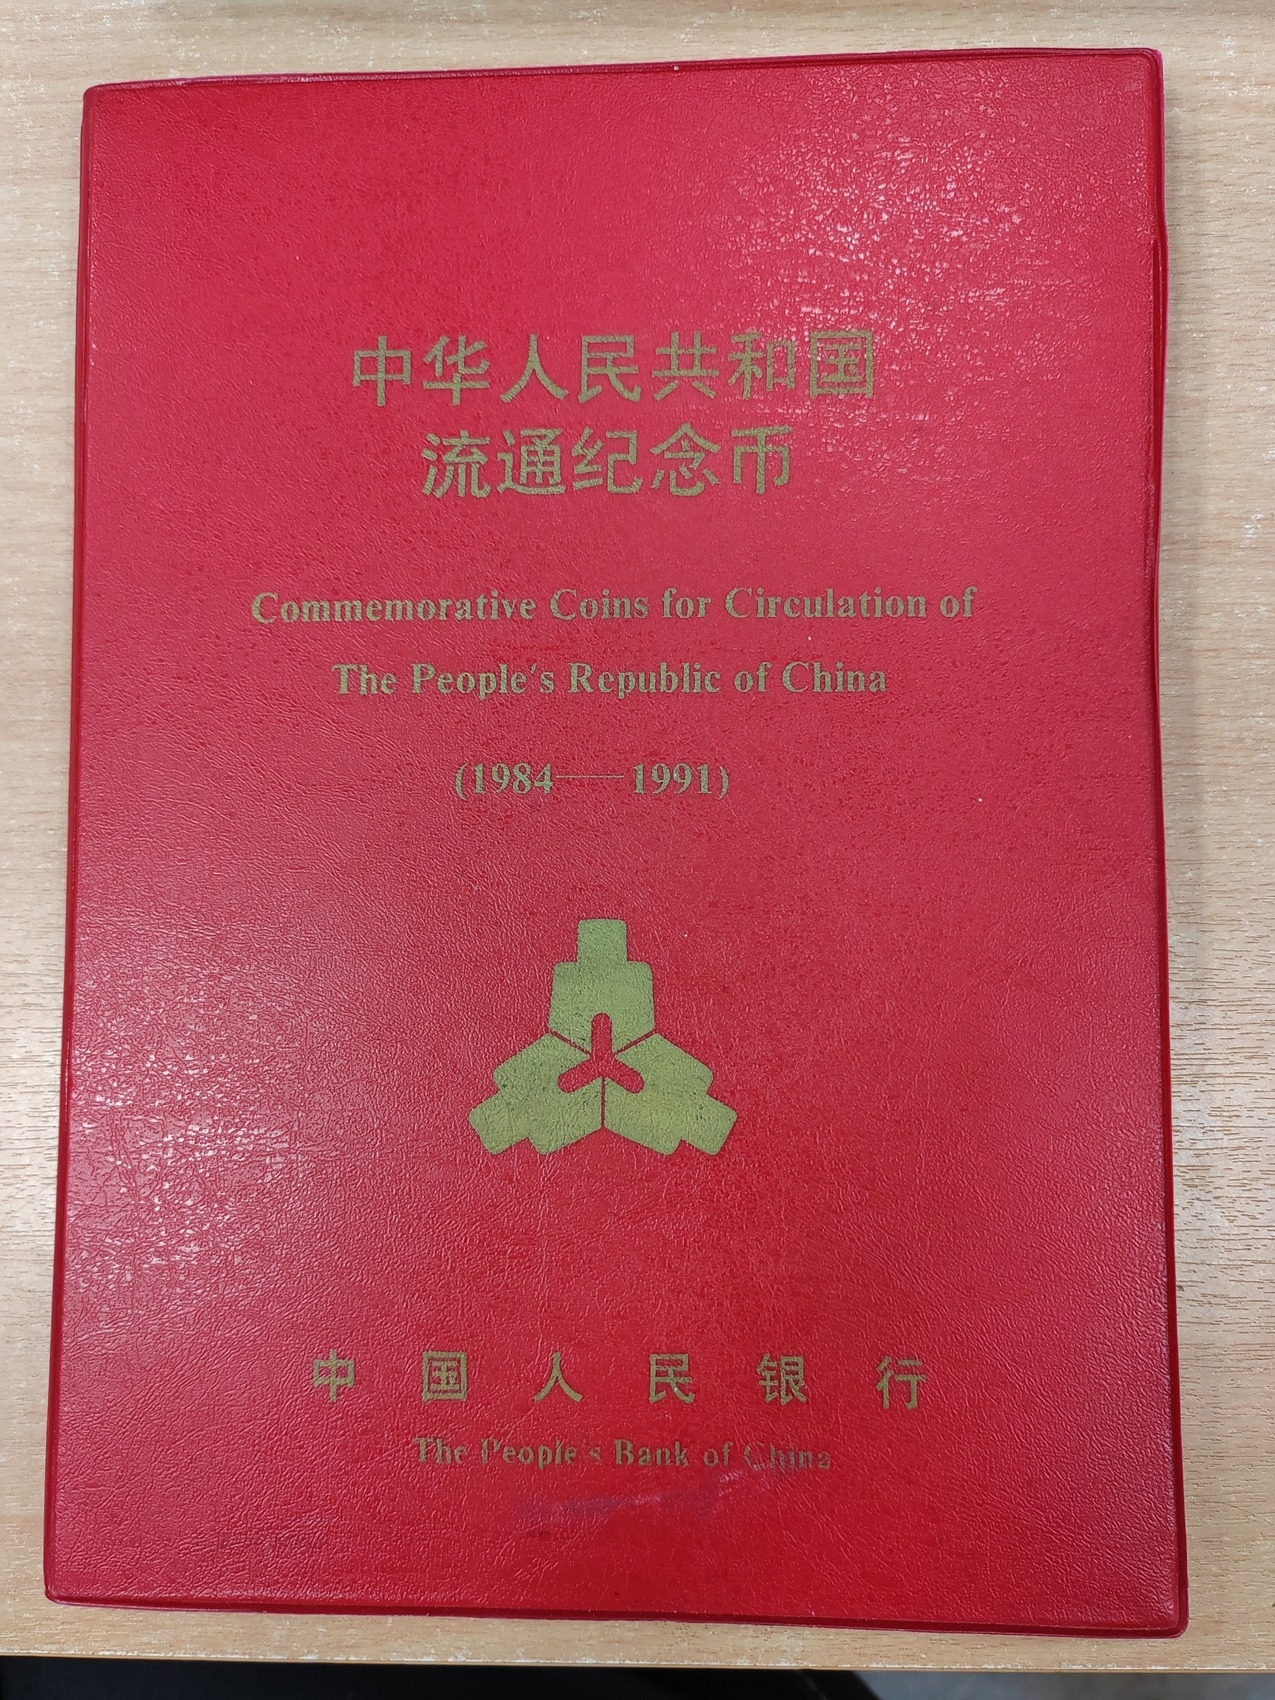 中华人民共和国
流通纪念币
Commemorative Coins for Circulation of
The People's Republic of China
(1984——1991)
中国人民银行
The People's Bank of China